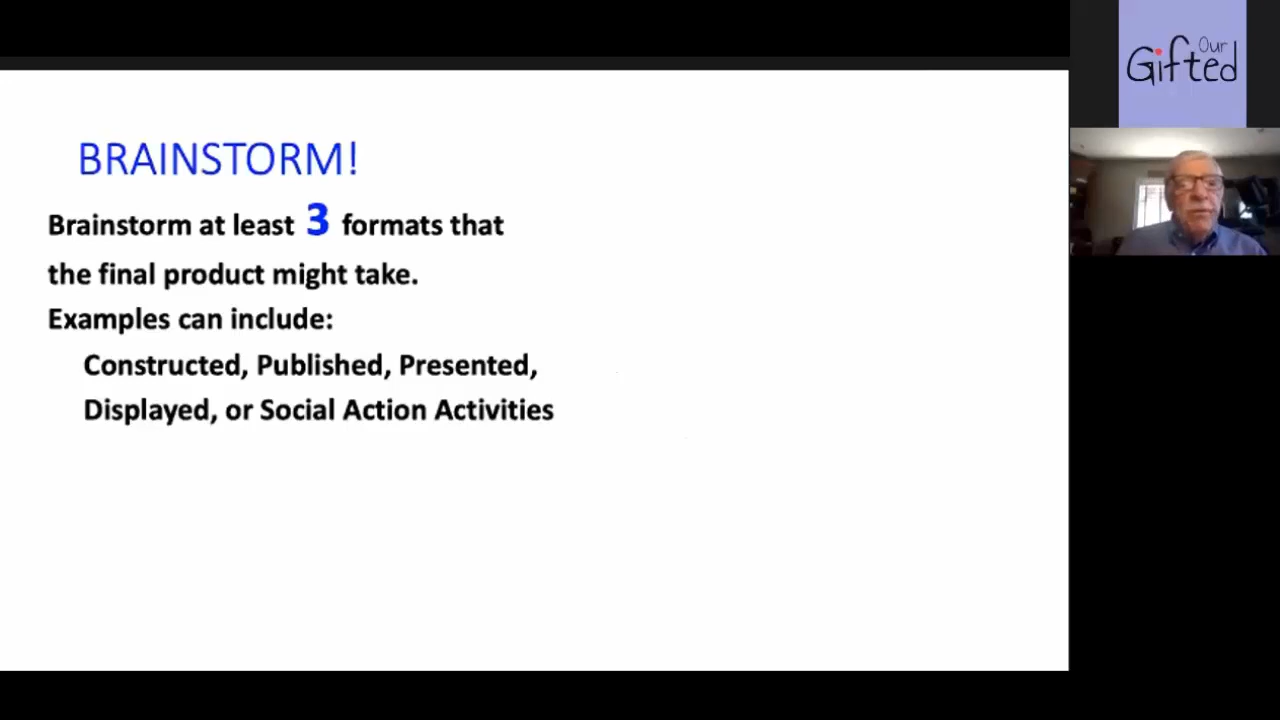 BRAINSTORM!
Brainstorm at least 3 formats that
the final product might take.
Examples can include:
Constructed, Published, Presented,
Displayed, or Social Action Activities
Our
Gifted